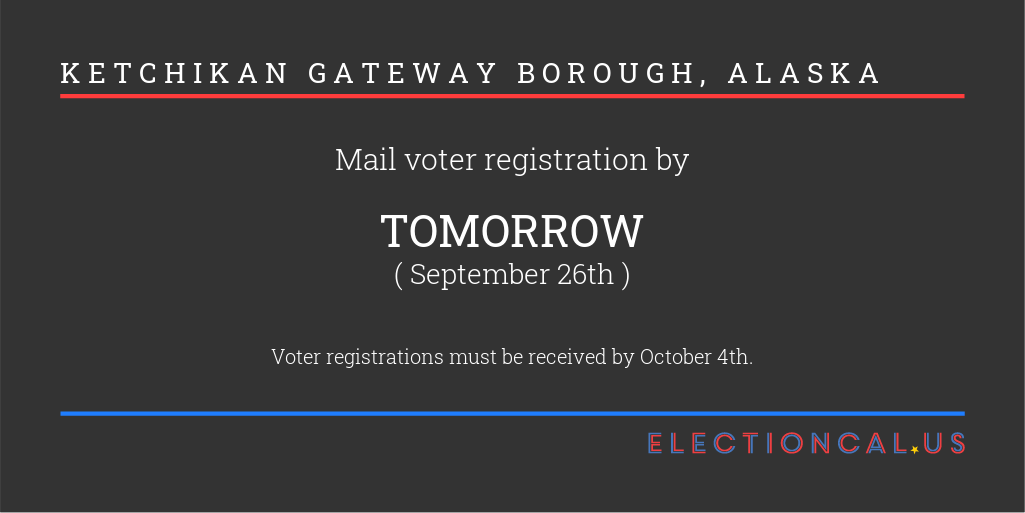 KETCHIKAN GATEWAY BOROUGH, ALASKA
Mail voter registration by
TOMORROW
( September 26th )
Voter registrations must be received by October 4th.
ELECTIONCAL.US